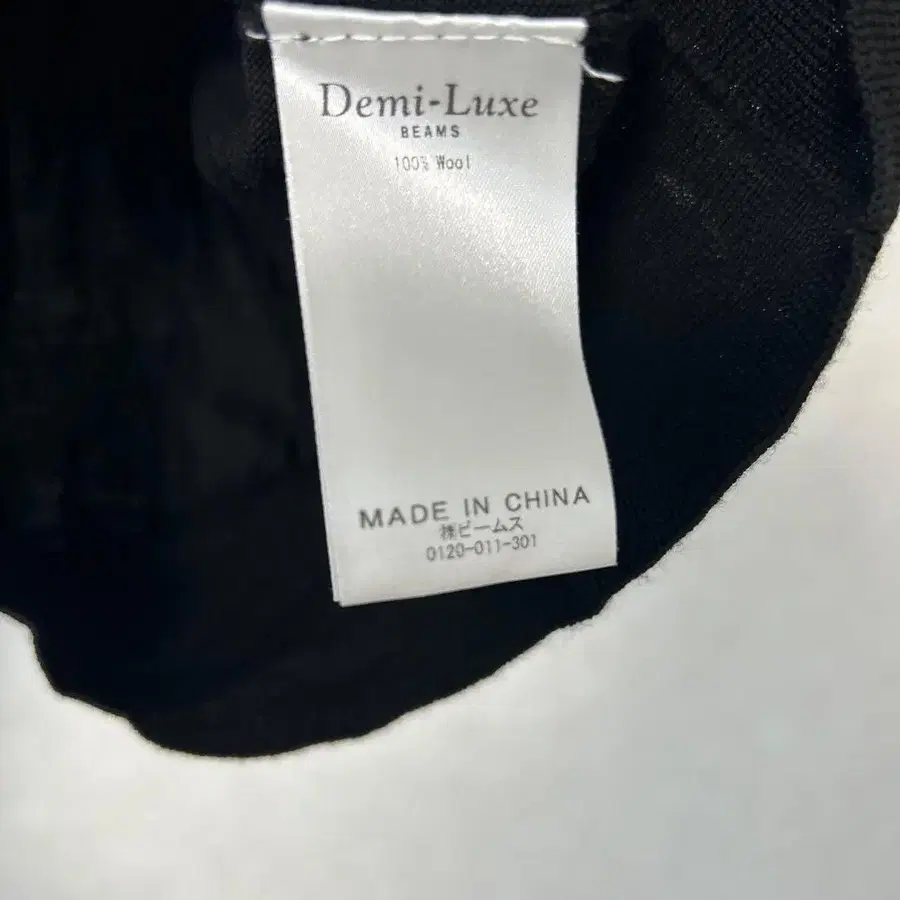 Demi-Luxe
BEAMS
100% Wool
MADE IN CHINA
㈱ビームス
0120-011-301